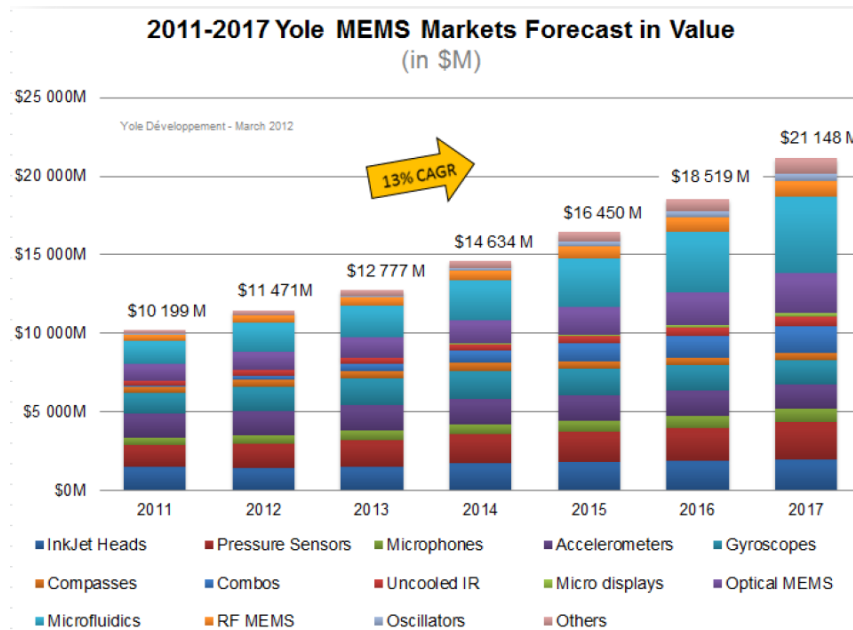 2011-2017 Yole MEMS Markets Forecast in Value
(in $M)
$25 000M
Yole Développement - March 2012
$21 148 M
$20 000M
13% CAGR
$18 519 M
$16 450 M
$15 000M
$14 634 M
$12 777 M
$11 471M
$10 199 M
$10 000M
$5 000M
$0M
2011 2012 2013 2014 2015 2016 2017
InkJet Heads Pressure Sensors Microphones Accelerometers Gyroscopes
Compasses Combos Uncooled IR Micro displays Optical MEMS
Microfluidics RF MEMS Oscillators Others